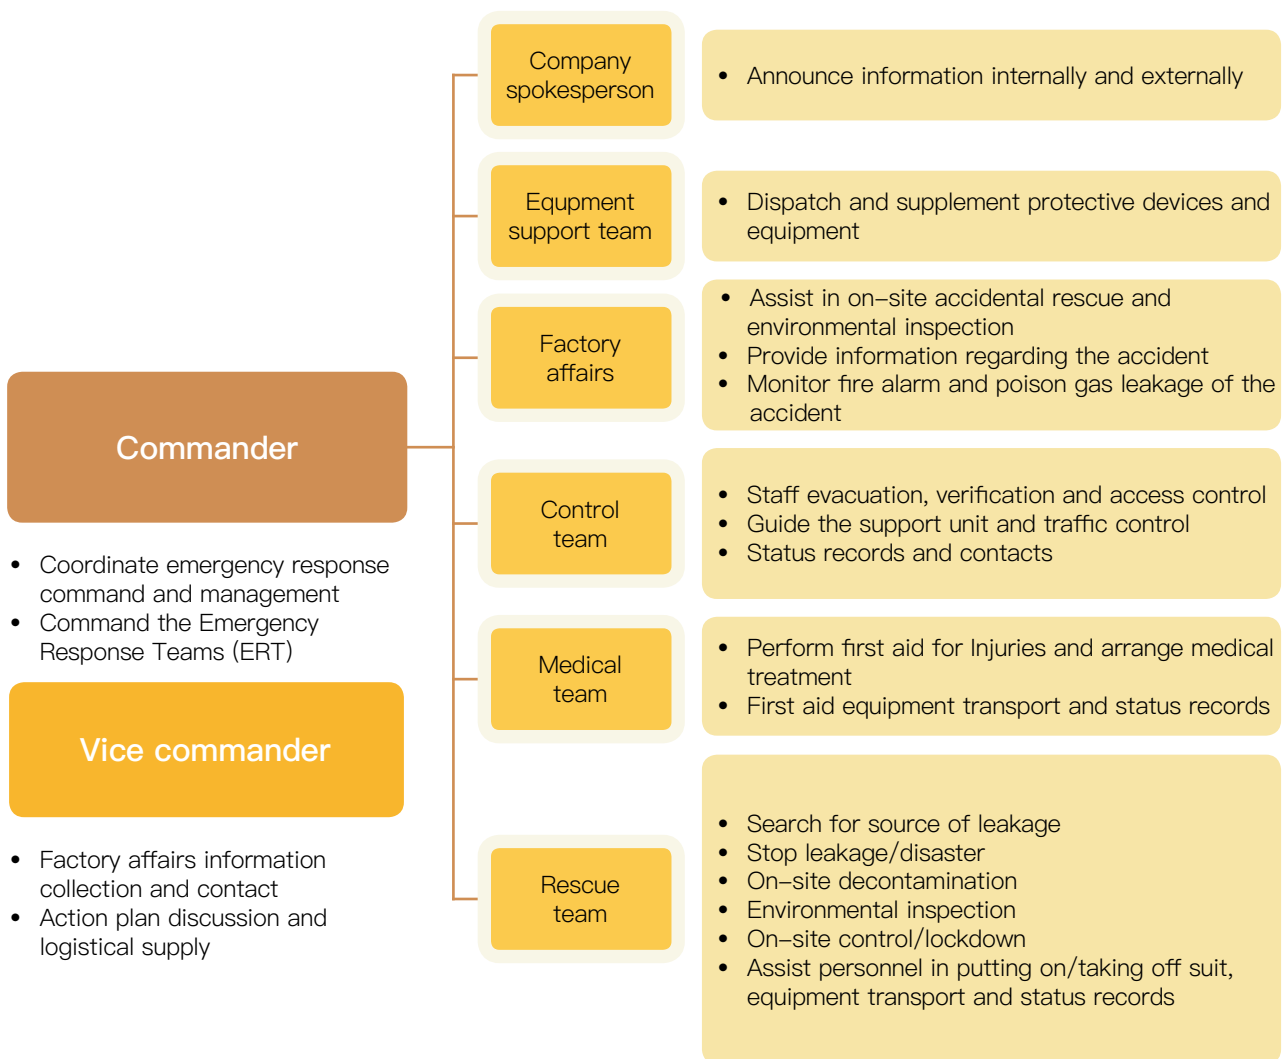 Company
spokesperson
• Announce information internally and externally
Equpment
support team
• Dispatch and supplement protective devices and
equipment
Factory
affairs
• Assist in on-site accidental rescue and
environmental inspection
• Provide information regarding the accident
• Monitor fire alarm and poison gas leakage of the
accident
Commander
• Coordinate emergency response
command and management
• Command the Emergency
Response Teams (ERT)
Control
team
• Staff evacuation, verification and access control
• Guide the support unit and traffic control
• Status records and contacts
Medical
team
• Perform first aid for Injuries and arrange medical
treatment
• First aid equipment transport and status records
Vice commander
• Factory affairs information
collection and contact
• Action plan discussion and
logistical supply
Rescue
team
• Search for source of leakage
• Stop leakage/disaster
• On-site decontamination
• Environmental inspection
• On-site control/lockdown
• Assist personnel in putting on/taking off suit,
equipment transport and status records